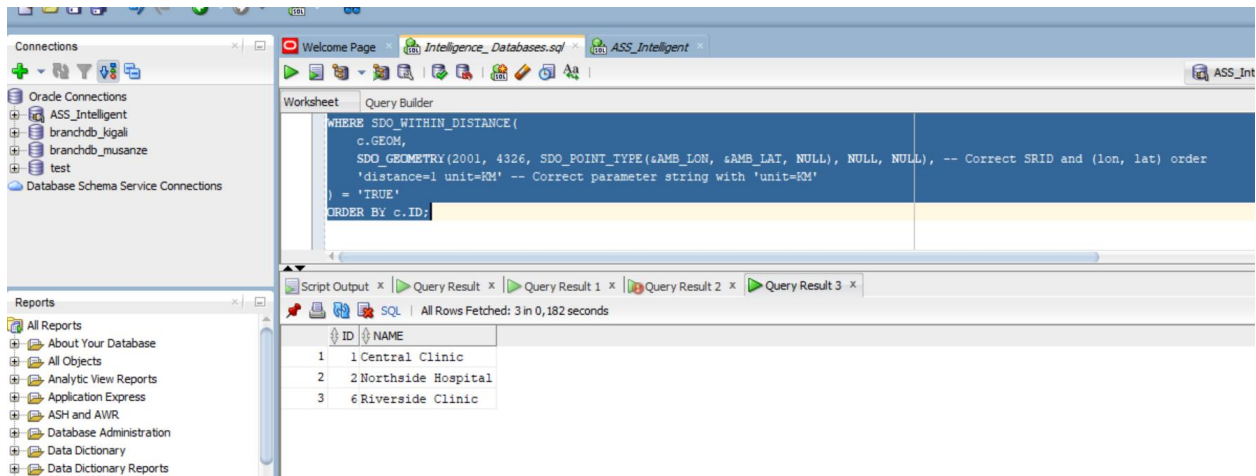 Connections
Oracle Connections
ASS_Intelligent
branchdb_kigali
branchdb_musanze
test
Database Schema Service Connections
Reports
All Reports
About Your Database
All Objects
Analytic View Reports
Application Express
ASH and AWR
Database Administration
Data Dictionary
Data Dictionary Reports
Welcome Page
Intelligence_ Databases.sql
ASS_Intelligent
ASS_Int
Worksheet Query Builder
WHERE SDO_WITHIN_DISTANCE(
c.GEOM,
SDO_GEOMETRY(2001, 4326, SDO_POINT_TYPE(&AMB_LON, &AMB_LAT, NULL), NULL, NULL), -- Correct SRID and (lon, lat) order
'distance=1 unit=KM' -- Correct parameter string with 'unit=KM'
) = 'TRUE'
ORDER BY c.ID;
Script Output x Query Result x Query Result 1 x Query Result 2 x Query Result 3 x
SQL | All Rows Fetched: 3 in 0,182 seconds
ID NAME
1 1 Central Clinic
2 2 Northside Hospital
3 6 Riverside Clinic